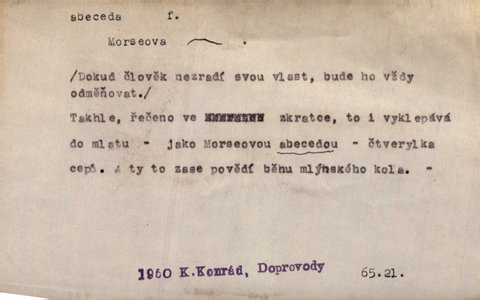 abeceda f.
Morseova
/Dokud člověk nezradí svou vlast, bude ho vždy
odměňovat./
Takhle, řečeno ve zkratce, to i vyklepává
do mlatu - jako Morseovou abecedou - čtverylka
cepů. A ty to zase povědí běhu mlýnského kola. -
1960 K.Konrád, Doprovody 65.21.